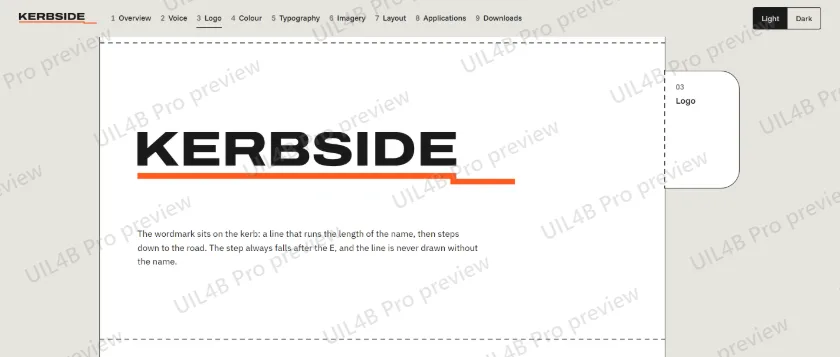 KERBSIDE
1 Overview 2 Voice 3 Logo 4 Colour 5 Typography 6 Imagery 7 Layout 8 Applications 9 Downloads
Light Dark
03
Logo
KERBSIDE
The wordmark sits on the kerb: a line that runs the length of the name, then steps
down to the road. The step always falls after the E, and the line is never drawn without
the name.
UIL4B Pro preview